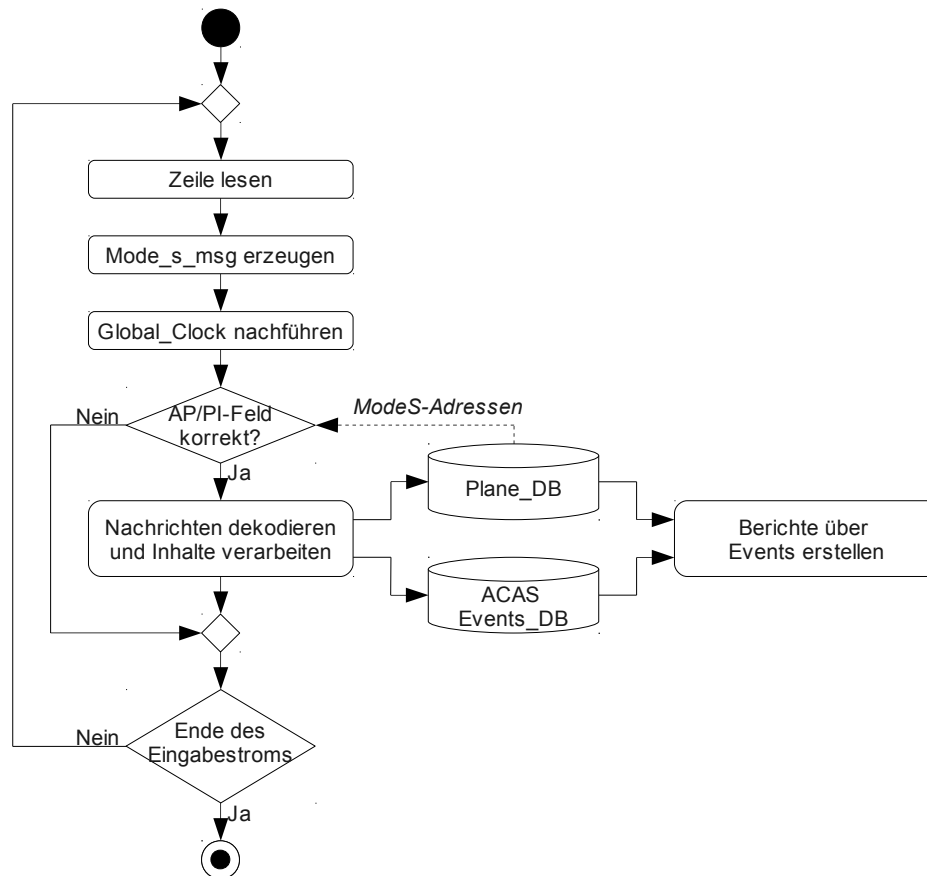 Zeile lesen
Mode_s_msg erzeugen
Global_Clock nachführen
Nein
AP/PI-Feld
korrekt?
ModeS-Adressen
Ja
Plane_DB
Nachrichten dekodieren
und Inhalte verarbeiten
Berichte über
Events erstellen
ACAS
Events_DB
Nein
Ende des
Eingabestroms
Ja